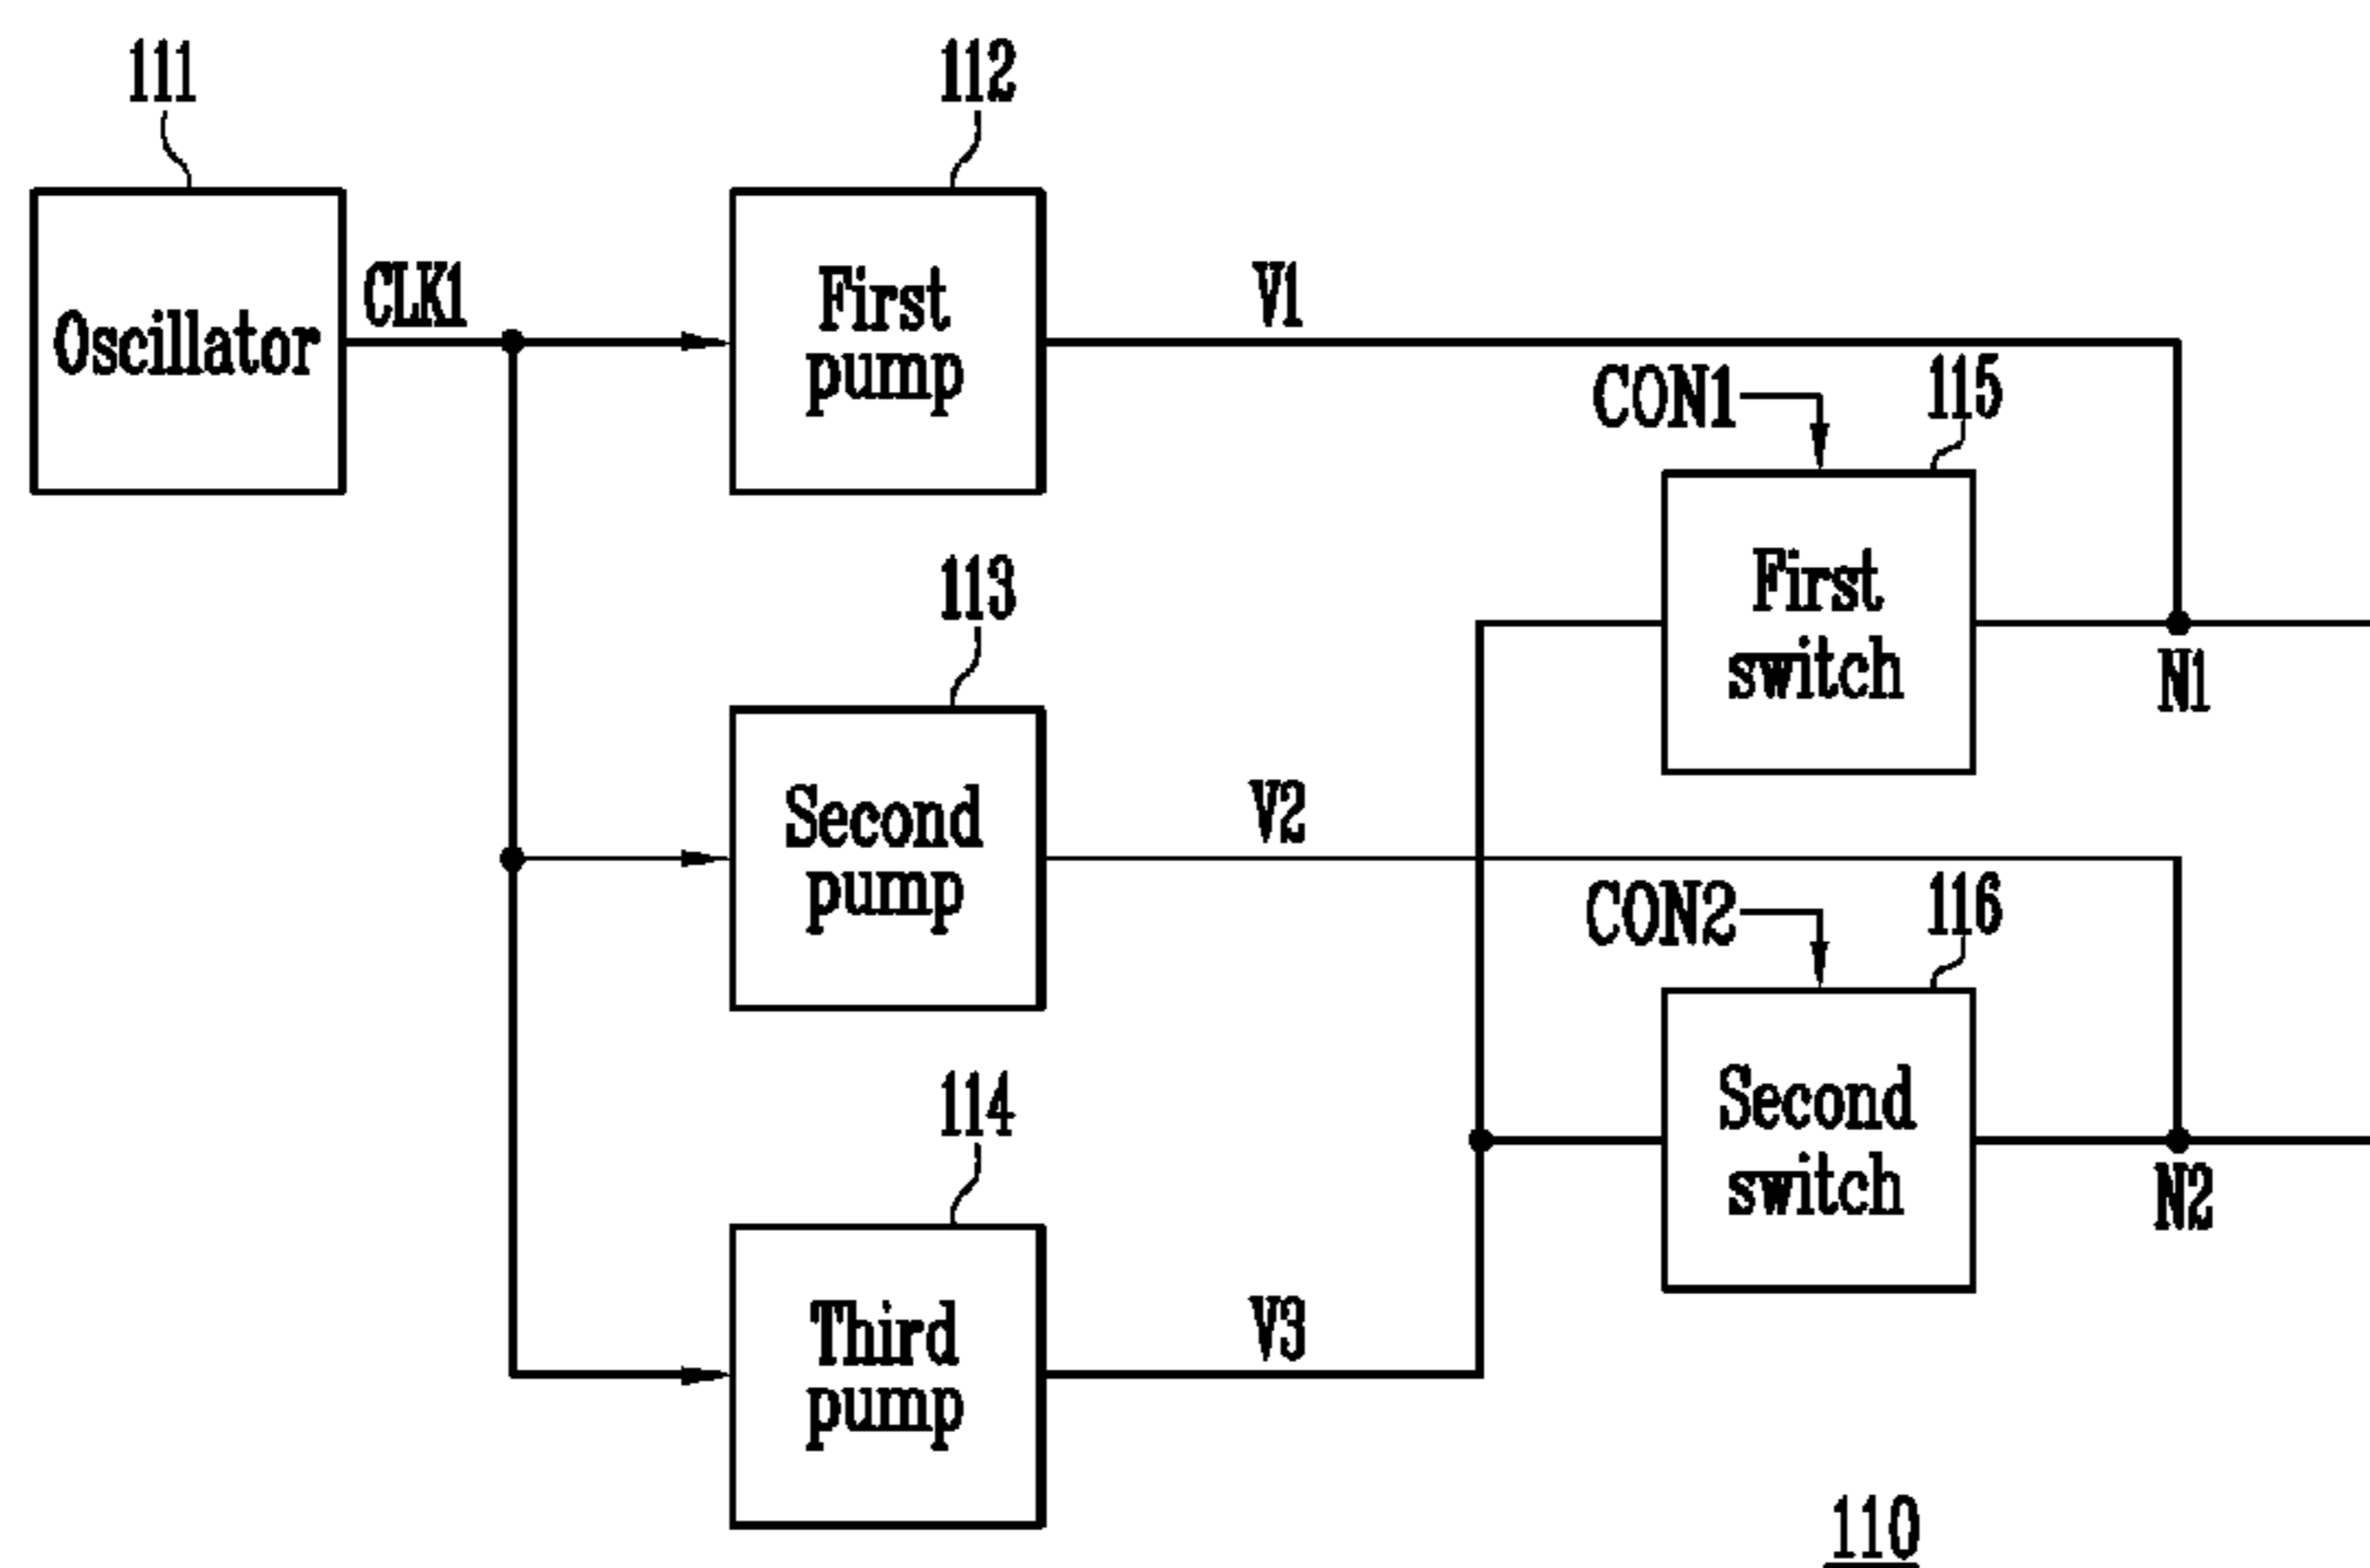 111
112
Oscillator
CLK1
First
pump
V1
CON1
115
First
switch
N1
113
Second
pump
V2
CON2
116
Second
switch
N2
114
Third
pump
V3
110